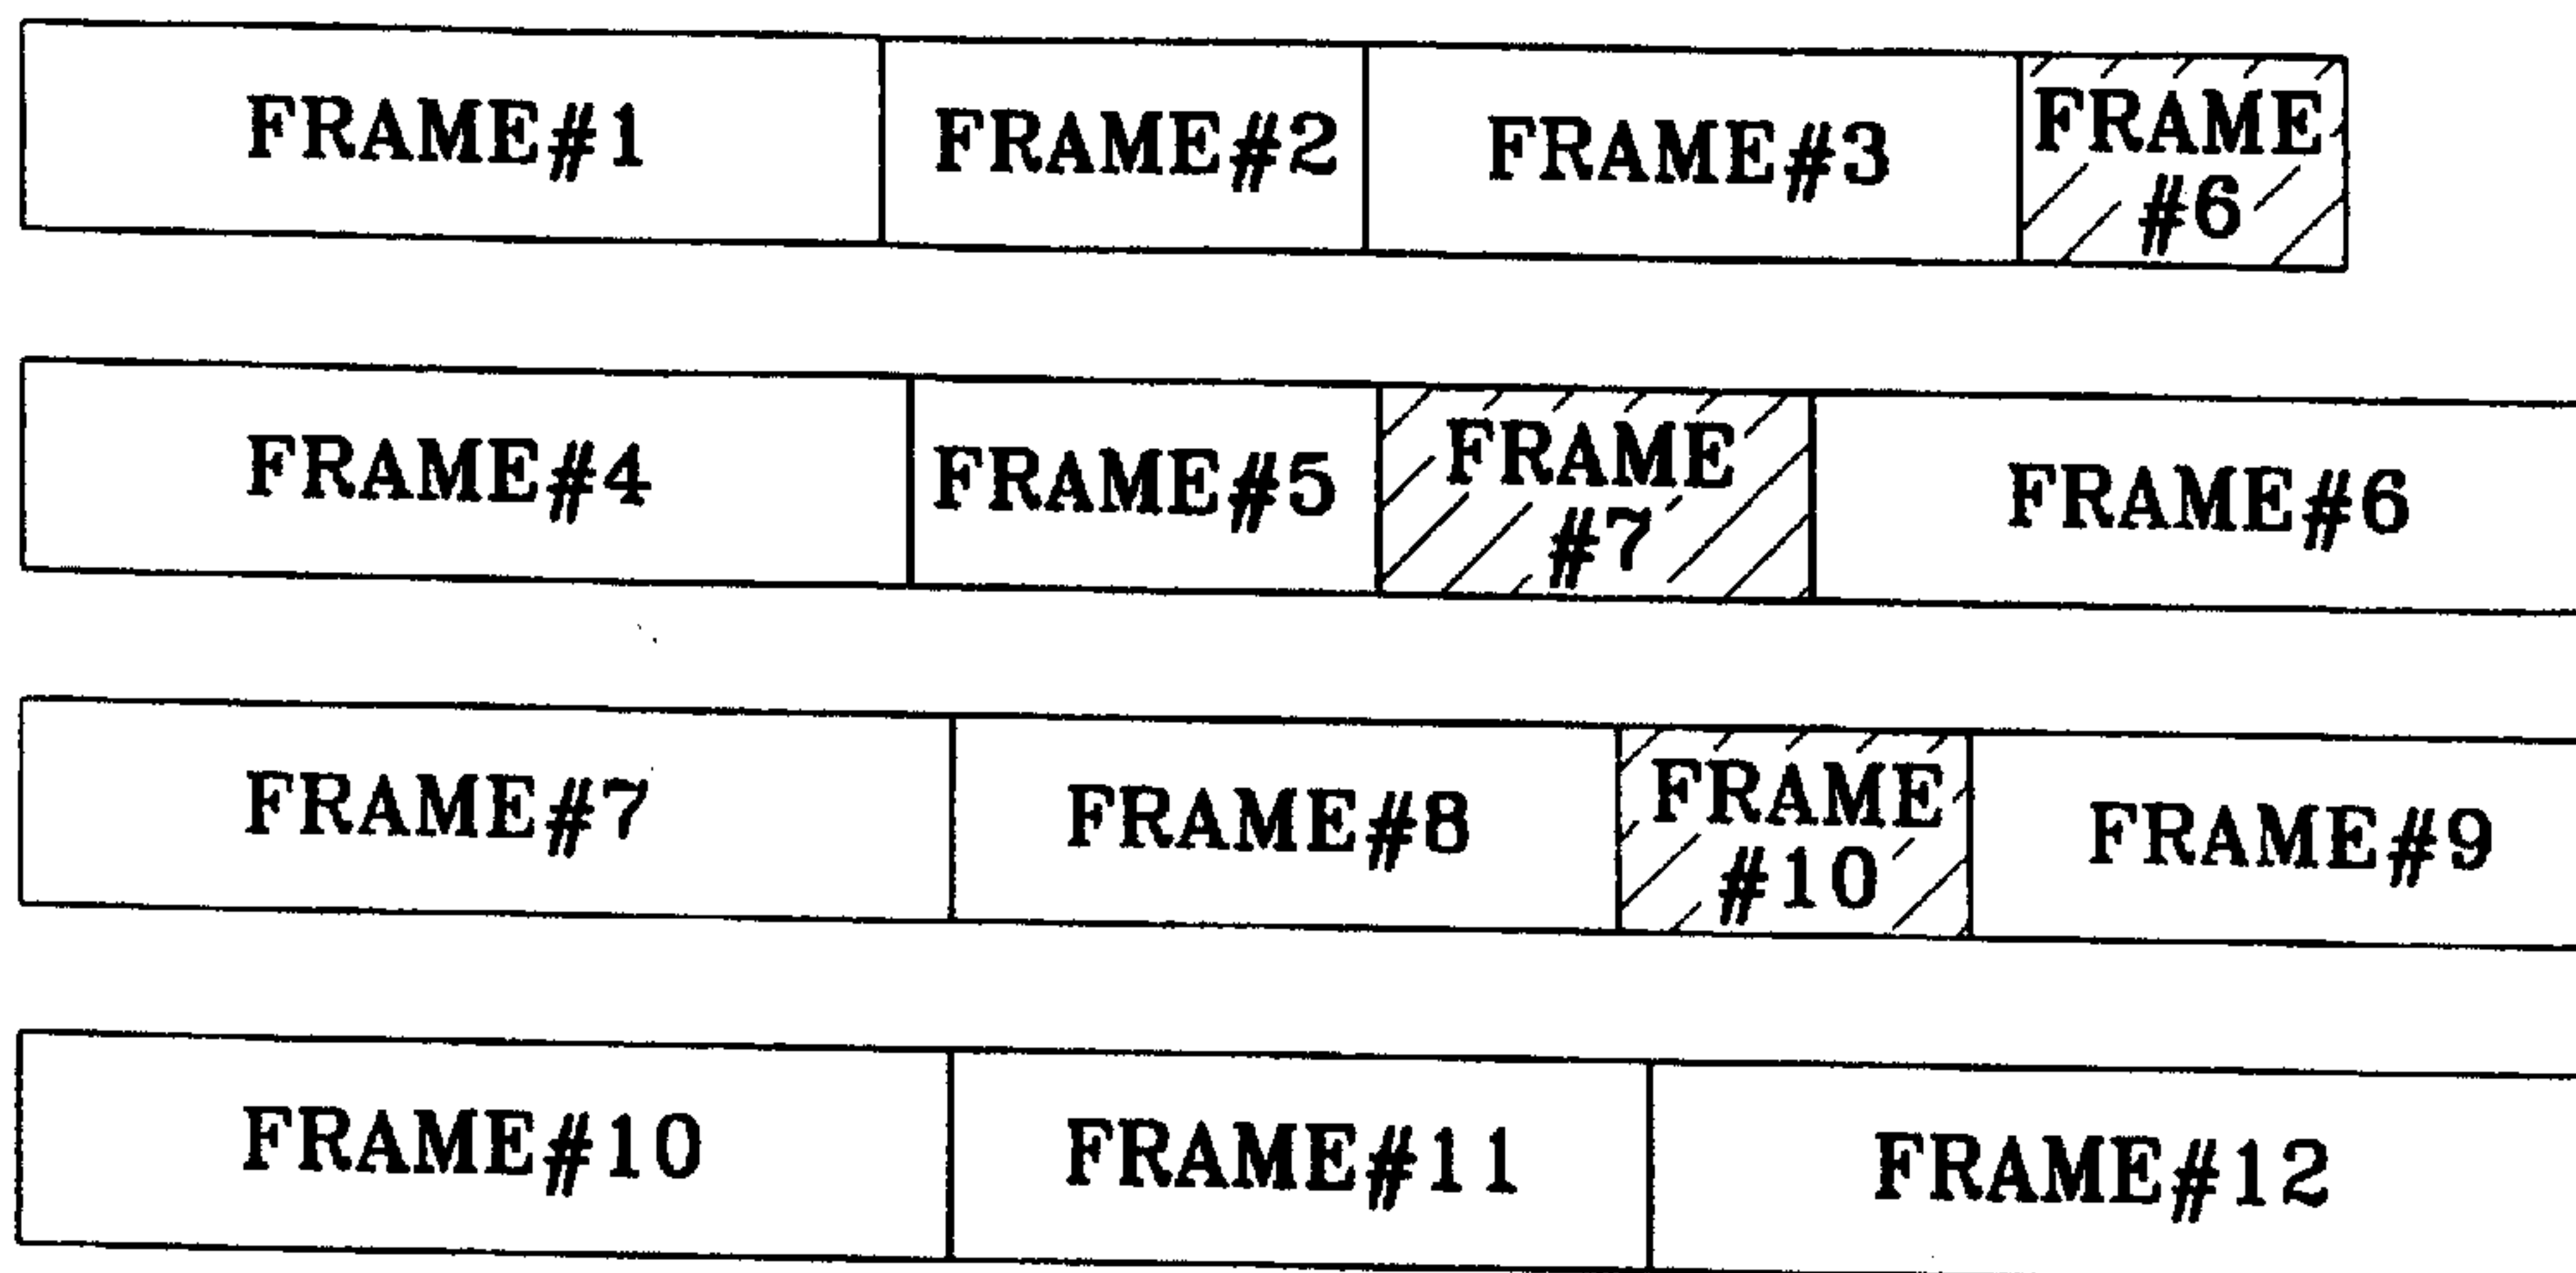 FRAME#1 FRAME#2 FRAME#3 FRAME #6
FRAME#4 FRAME#5 FRAME #7 FRAME#6
FRAME#7 FRAME#8 FRAME #10 FRAME#9
FRAME#10 FRAME#11 FRAME#12